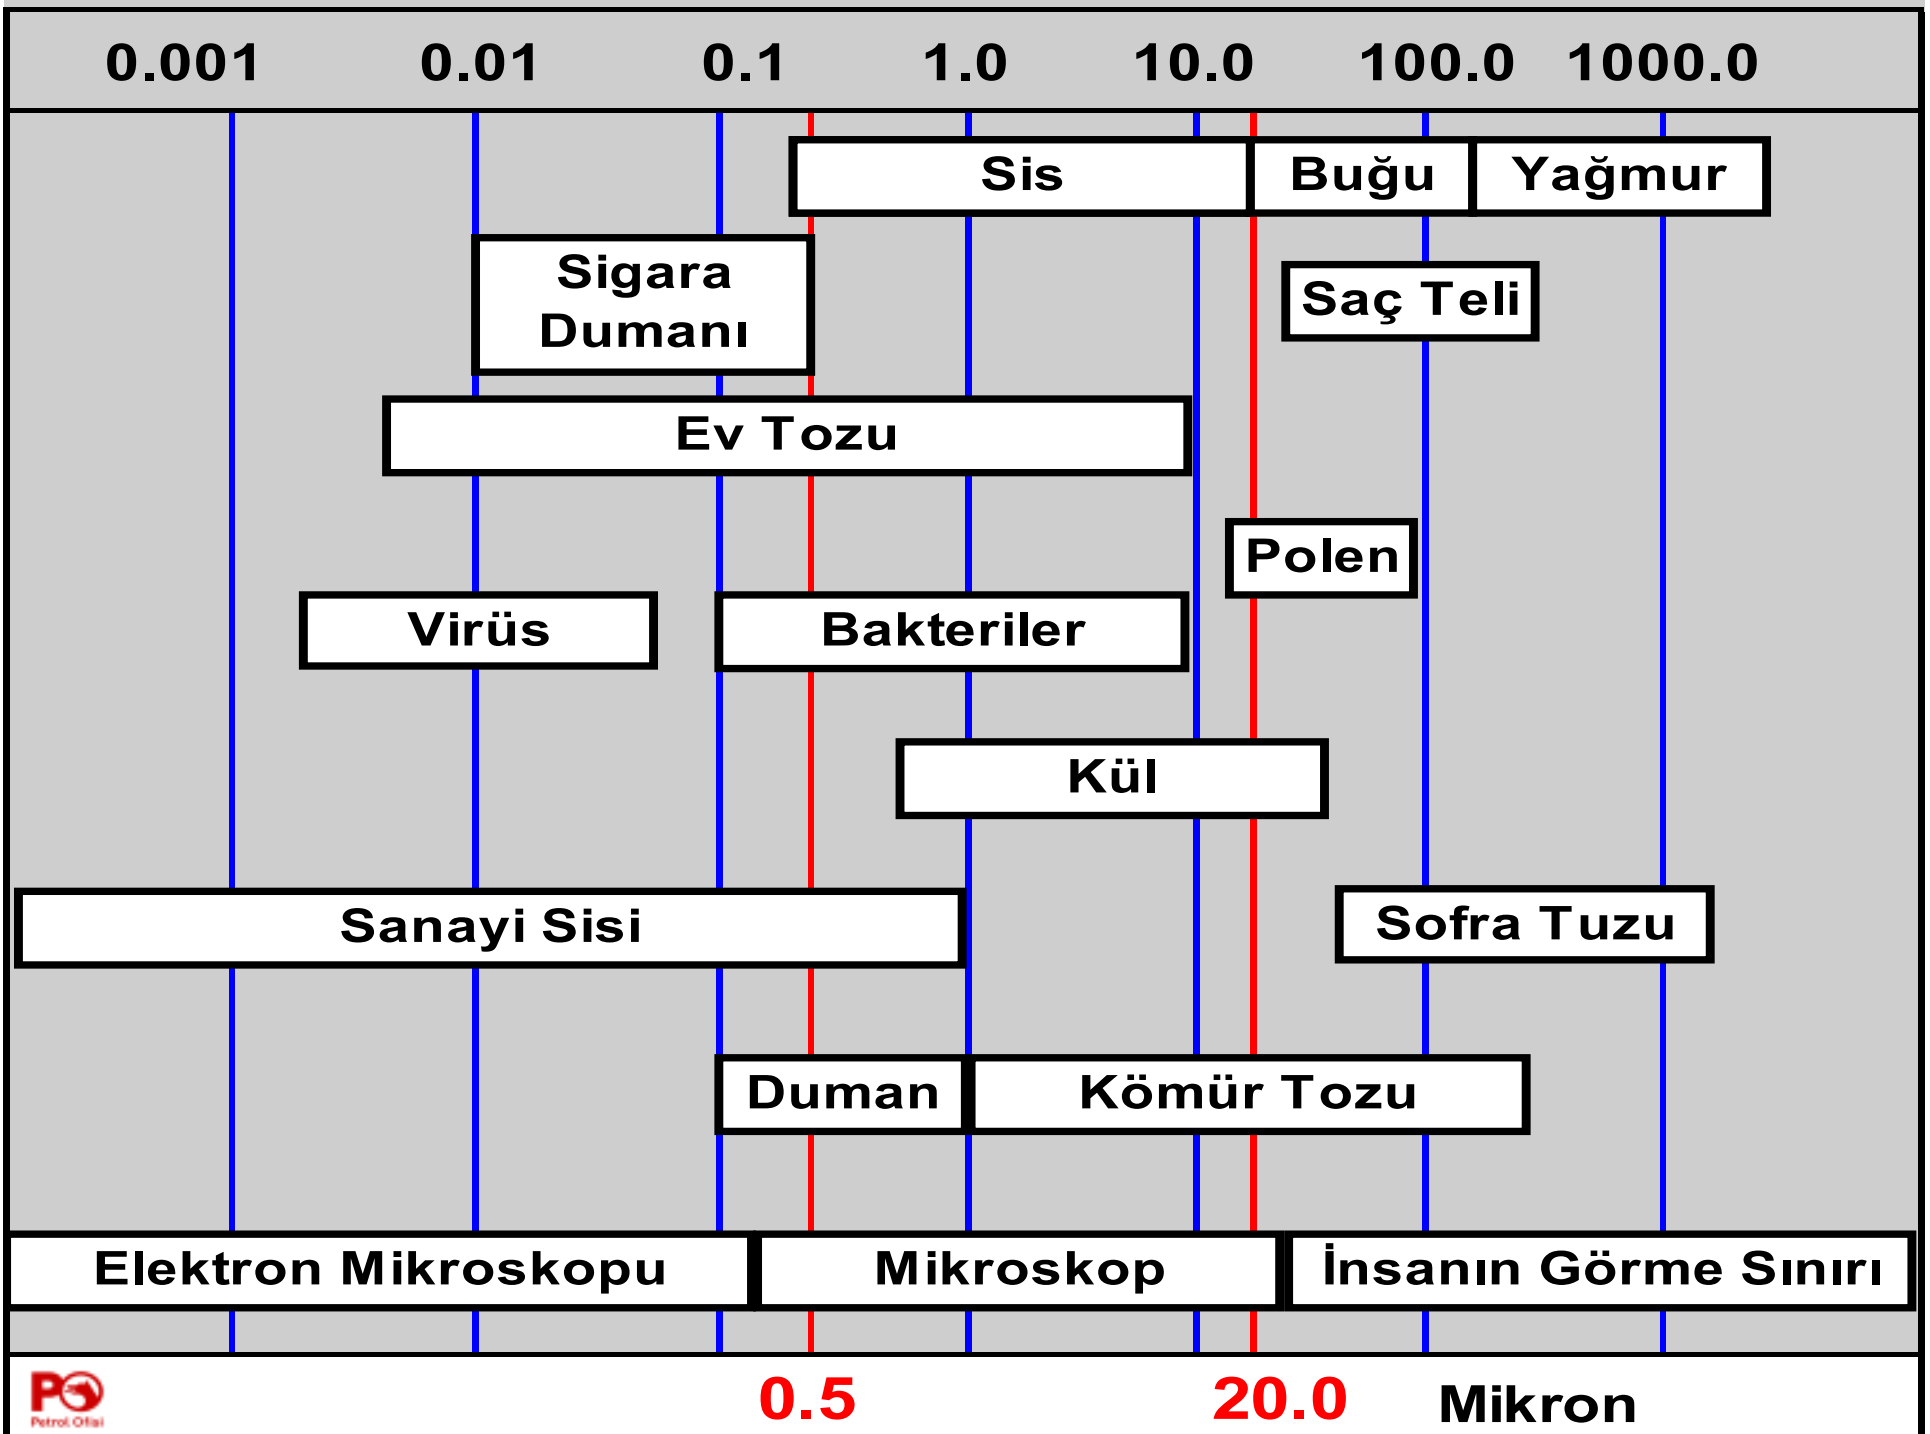 0.001 0.01 0.1 1.0 10.0 100.0 1000.0
Sis Buğu Yağmur
Sigara
Dumanı
Saç Teli
Ev Tozu
Polen
Virüs Bakteriler
Kül
Sanayi Sisi Sofra Tuzu
Duman Kömür Tozu
Elektron Mikroskopu Mikroskop İnsanın Görme Sınırı
PO
Petrol Ofisi
0.5 20.0 Mikron